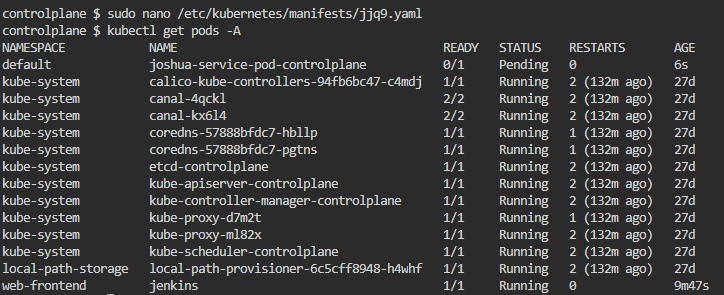 controlplane $ sudo nano /etc/kubernetes/manifests/jjq9.yaml
controlplane $ kubectl get pods -A
NAMESPACE NAME READY STATUS RESTARTS AGE
default joshua-service-pod-controlplane 0/1 Pending 0 6s
kube-system calico-kube-controllers-94fb6bc47-c4mdj 1/1 Running 2 (132m ago) 27d
kube-system canal-4qckl 2/2 Running 2 (132m ago) 27d
kube-system canal-kx6l4 2/2 Running 2 (132m ago) 27d
kube-system coredns-57888bfdc7-hbllp 1/1 Running 1 (132m ago) 27d
kube-system coredns-57888bfdc7-pgtns 1/1 Running 1 (132m ago) 27d
kube-system etcd-controlplane 1/1 Running 2 (132m ago) 27d
kube-system kube-apiserver-controlplane 1/1 Running 2 (132m ago) 27d
kube-system kube-controller-manager-controlplane 1/1 Running 2 (132m ago) 27d
kube-system kube-proxy-d7m2t 1/1 Running 1 (132m ago) 27d
kube-system kube-proxy-ml82x 1/1 Running 2 (132m ago) 27d
kube-system kube-scheduler-controlplane 1/1 Running 2 (132m ago) 27d
local-path-storage local-path-provisioner-6c5cff8948-h4whf 1/1 Running 2 (132m ago) 27d
web-frontend jenkins 1/1 Running 0 9m47s